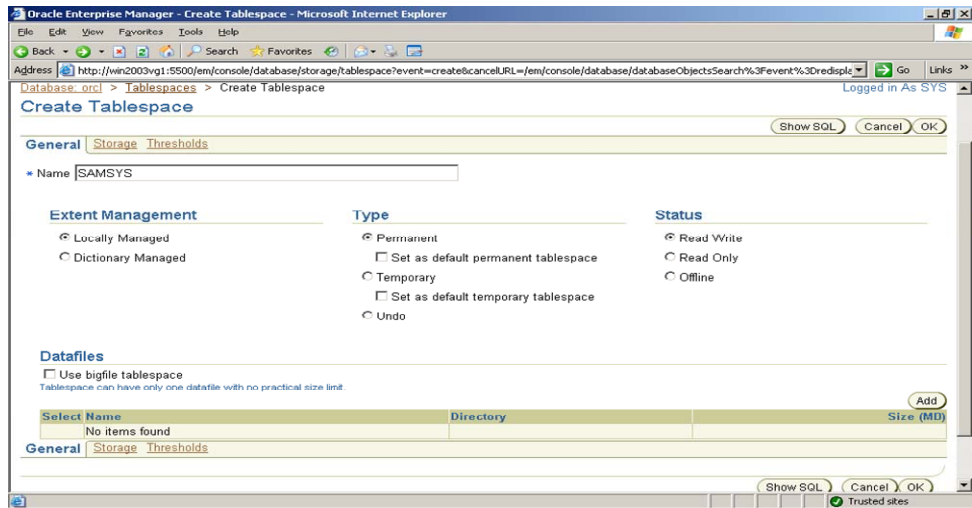 Oracle Enterprise Manager - Create Tablespace - Microsoft Internet Explorer
File Edit View Favorites Tools Help
Back Search Favorites
Address http://win2003vg1:5500/em/console/database/storage/tablespace?event=create&cancelURL=/em/console/database/databaseObjectsSearch%3Fevent%3Dredispla Go Links »
Database: orcl > Tablespaces > Create Tablespace Logged in As SYS
Create Tablespace
Show SQL Cancel OK
General Storage Thresholds
* Name SAMSYS
Extent Management Type Status
Locally Managed Permanent Read Write
Dictionary Managed Set as default permanent tablespace Read Only
Temporary Offline
Set as default temporary tablespace
Undo
Datafiles
Use bigfile tablespace
Tablespace can have only one datafile with no practical size limit.
Add
Select Name Directory Size (MB)
No items found
General Storage Thresholds
Show SQL Cancel OK
Trusted sites